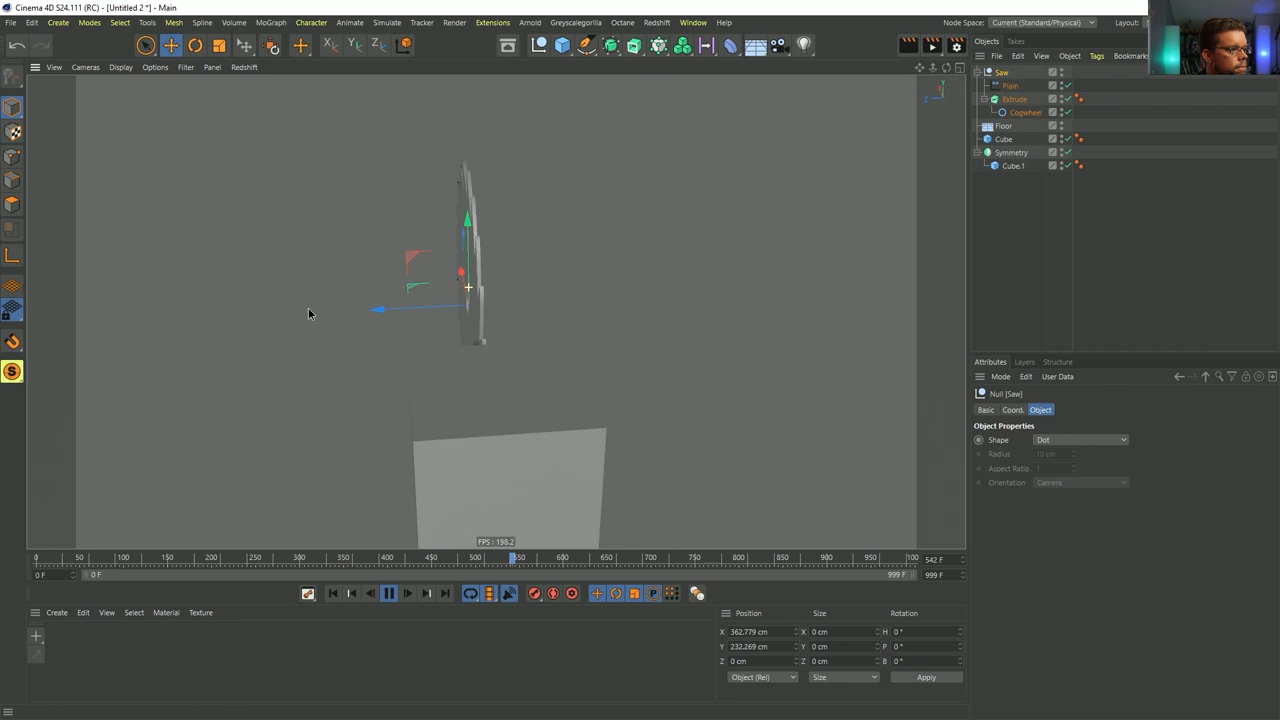 Cinema 4D S24.111 (RC) - [Untitled 2 *] - Main
File Edit Create Modes Select Tools Mesh Spline Volume MoGraph Character Animate Simulate Tracker Render Extensions Arnold Greyscalegorilla Octane Redshift Window Help
Node Space: Current (Standard/Physical) Layout:
X Y Z
Objects Takes
View Cameras Display Options Filter Panel Redshift
File Edit View Object Tags Bookmarks
Saw
Plain
Extrude
Cogwheel
Floor
Cube
Symmetry
Cube.1
S
Attributes Layers Structure
Mode Edit User Data
Null [Saw]
Basic Coord. Object
Object Properties
Shape Dot
Radius 10 cm
Aspect Ratio 1
Orientation Camera
FPS : 198.2
0 50 100 150 200 250 300 350 400 450 500 550 600 650 700 750 800 850 900 950 100 542 F
0 F 0 F 999 F 999 F
P
Create Edit View Select Material Texture
Position Size Rotation
X 362.779 cm X 0 cm H 0 °
Y 232.269 cm Y 0 cm P 0 °
Z 0 cm Z 0 cm B 0 °
Object (Rel) Size Apply